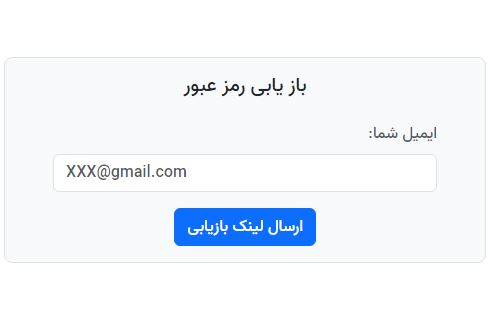 باز یابی رمز عبور
ایمیل شما:
XXX@gmail.com
ارسال لینک بازیابی